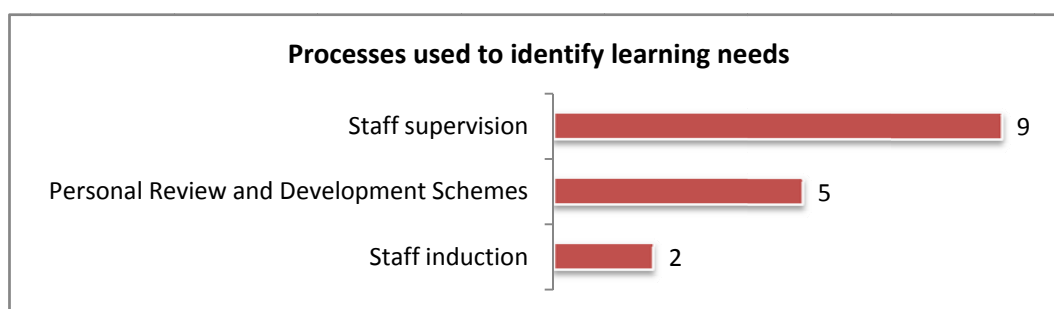 Processes used to identify learning needs
Staff supervision 9
Personal Review and Development Schemes 5
Staff induction 2